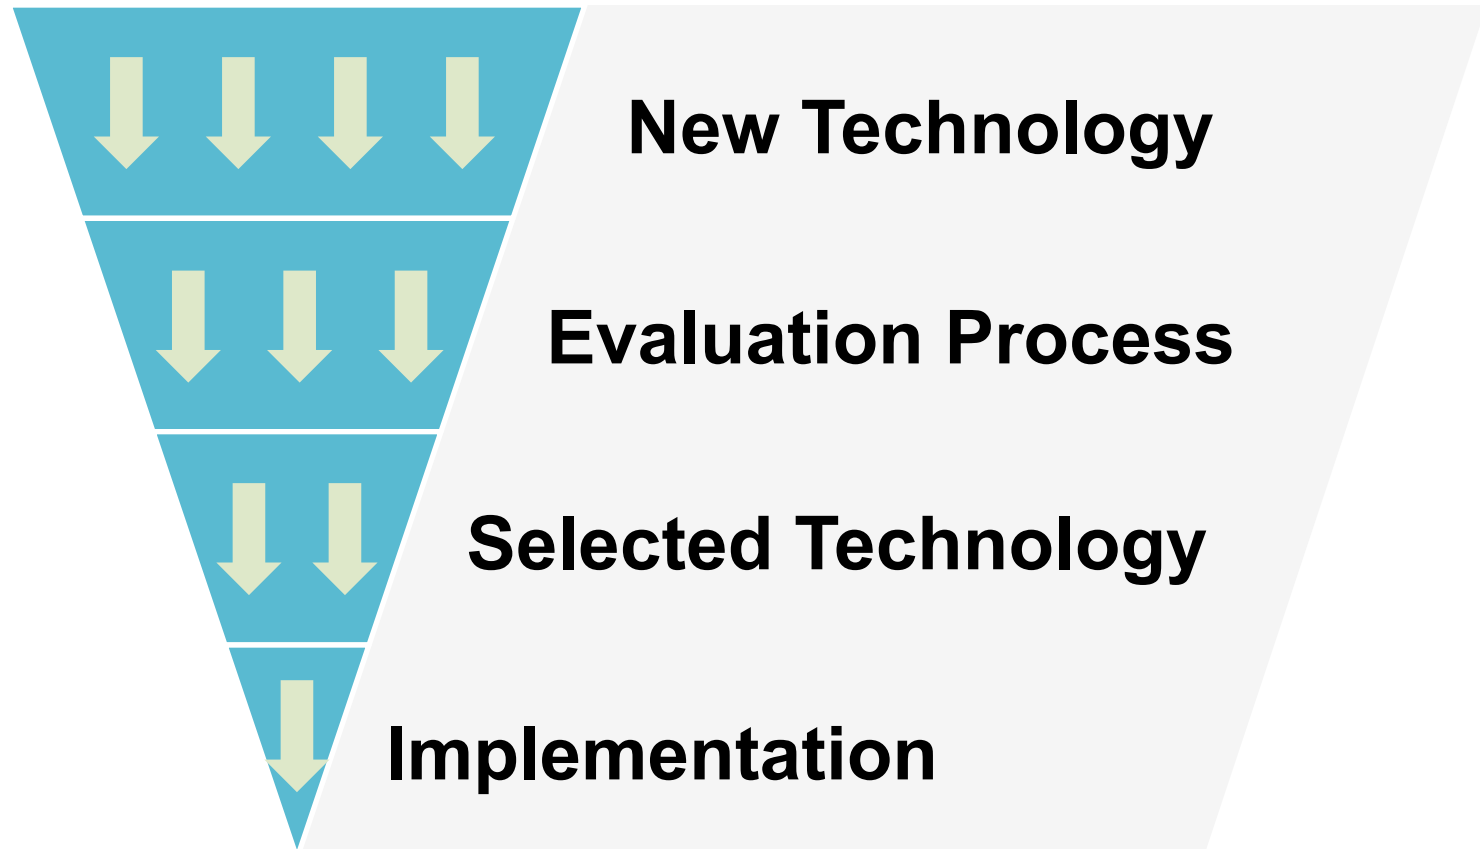 New Technology
Evaluation Process
Selected Technology
Implementation